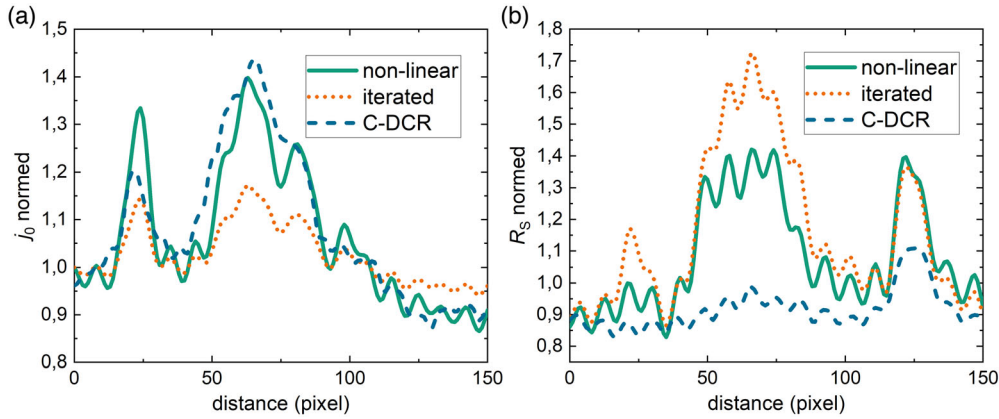 (a)
1,5
1,4
1,3
1,2
1,1
1,0
0,9
0,8
j0 normed
non-linear
iterated
C-DCR
0
50
100
150
distance (pixel)
(b)
1,8
1,7
1,6
1,5
1,4
1,3
1,2
1,1
1,0
0,9
0,8
RS normed
non-linear
iterated
C-DCR
0
50
100
150
distance (pixel)